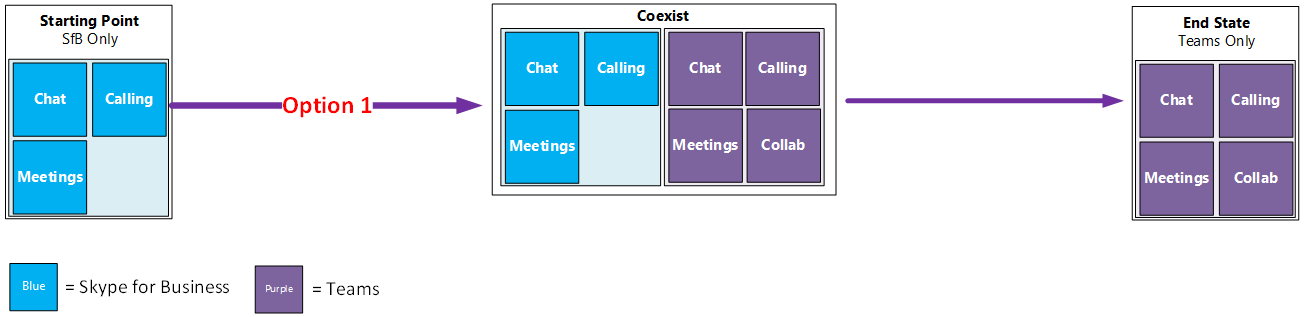 Starting Point
SfB Only
Chat
Calling
Meetings
Option 1
Coexist
Chat
Calling
Meetings
Chat
Calling
Meetings
Collab
End State
Teams Only
Chat
Calling
Meetings
Collab
Blue
= Skype for Business
Purple
= Teams